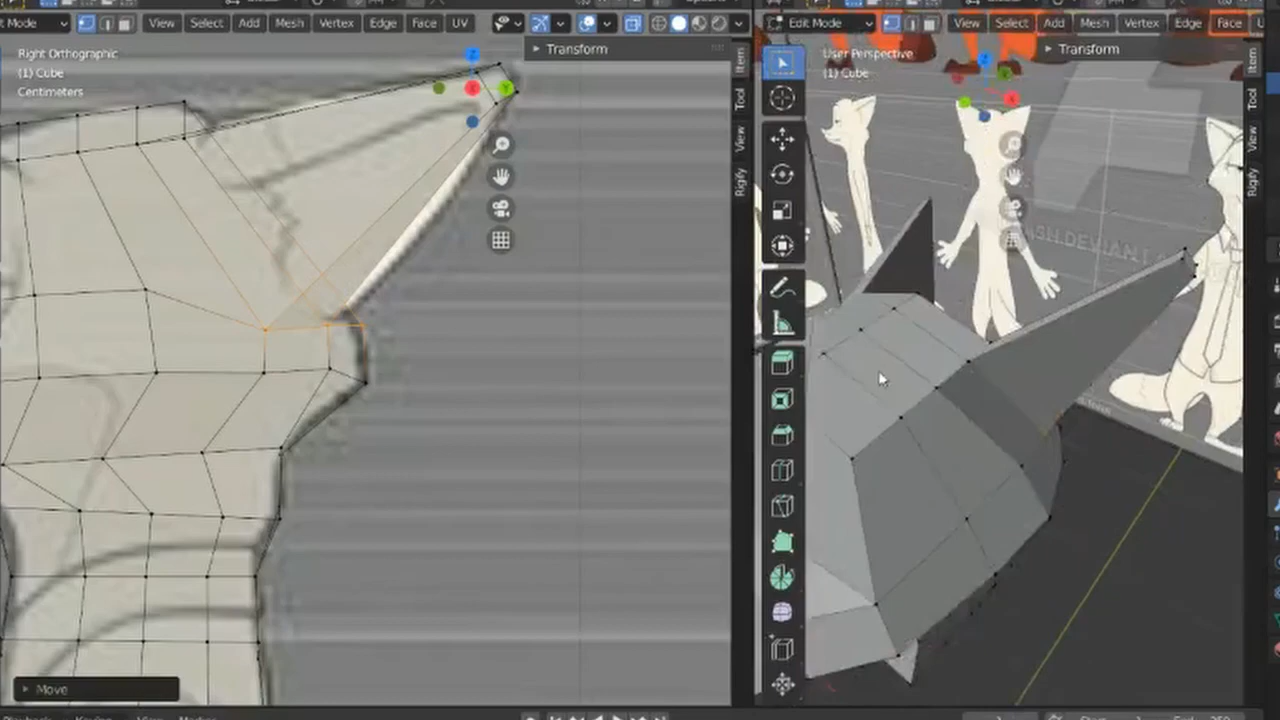 View Select Add Mesh Vertex Edge Face UV
Edit Mode View Select Add Mesh Vertex Edge Face
Right Orthographic
(1) Cube
Centimeters
Transform
Item
Tool
View
Rigify
User Perspective
(1) Cube
Transform
Item
Tool
View
Rigify
Move